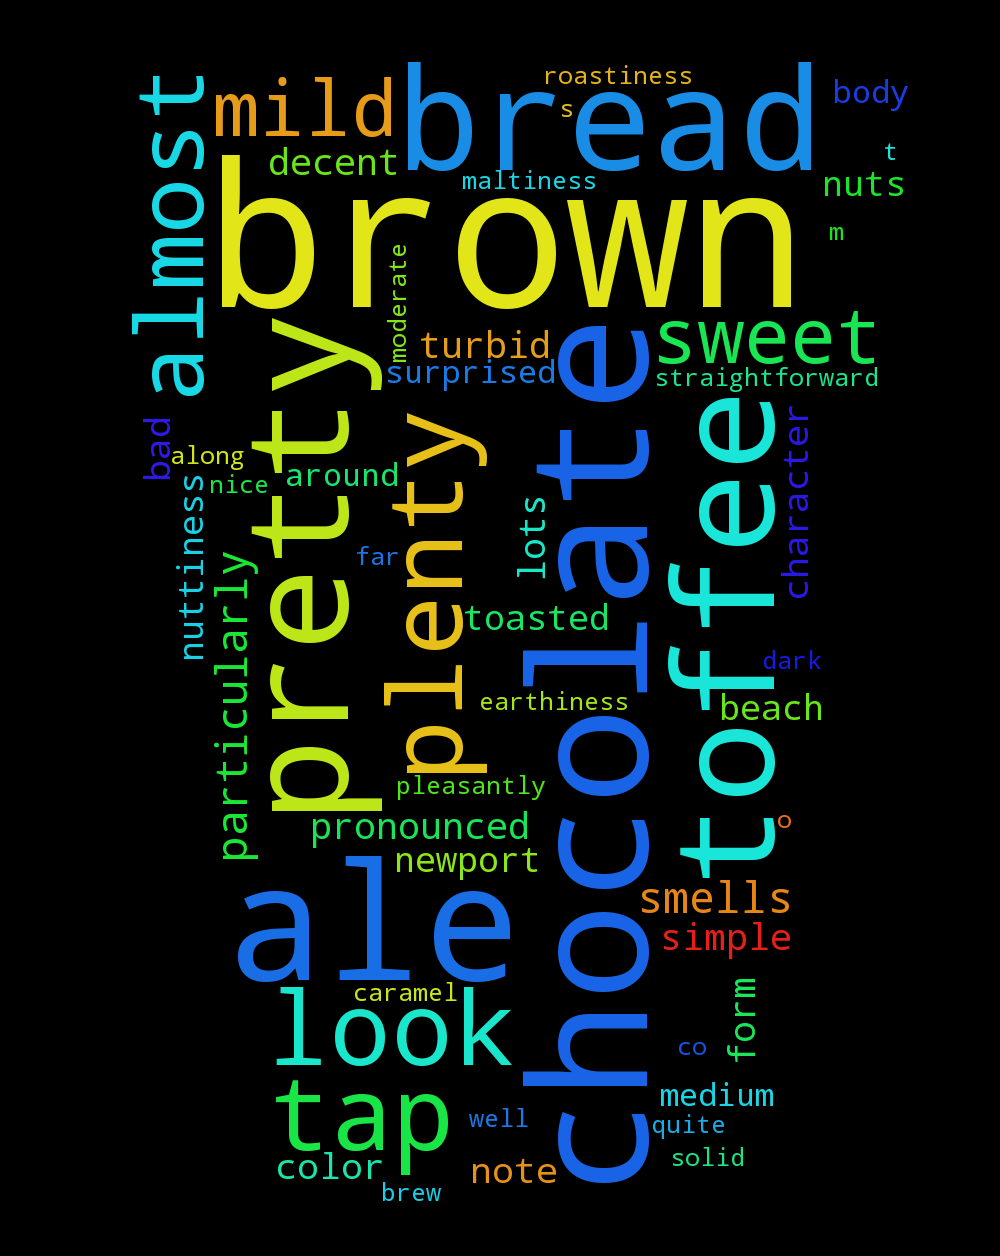 roastiness
mild
bread
body
s
almost
decent
maltiness
t
nuts
brown
m
moderate
turbid
sweet
surprised
straightforward
pretty
chocolate
toffee
bad
along
plenty
character
around
nice
nuttiness
lots
far
particularly
toasted
dark
earthiness
beach
pleasantly
pronounced
o
newport
ale
smells
simple
caramel
look
form
co
tap
medium
well
quite
color
note
solid
brew